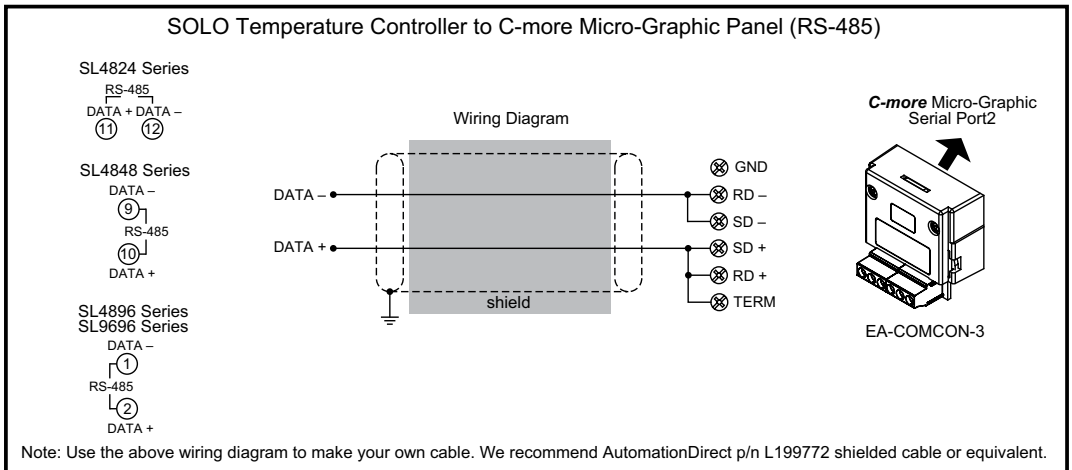 SOLO Temperature Controller to C-more Micro-Graphic Panel (RS-485)
SL4824 Series
RS-485
DATA + DATA –
11 12
SL4848 Series
DATA –
9
RS-485
10
DATA +
SL4896 Series
SL9696 Series
DATA –
1
RS-485
2
DATA +
Wiring Diagram
DATA –
DATA +
shield
GND
RD –
SD –
SD +
RD +
TERM
C-more Micro-Graphic
Serial Port2
EA-COMCON-3
Note: Use the above wiring diagram to make your own cable. We recommend AutomationDirect p/n L199772 shielded cable or equivalent.